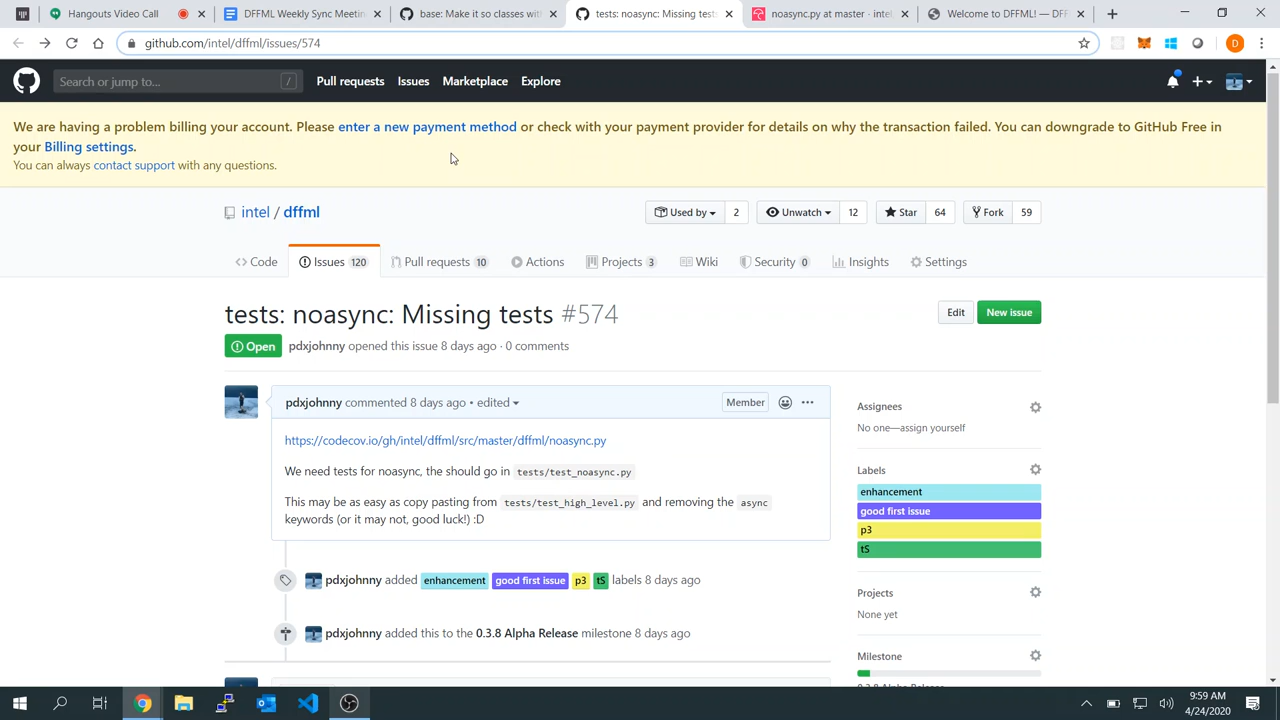 Hangouts Video Call
DFFML Weekly Sync Meetin
base: Make it so classes with
tests: noasync: Missing tests
noasync.py at master · intel
Welcome to DFFML! — DF
github.com/intel/dffml/issues/574
D
Search or jump to...
/
Pull requests
Issues
Marketplace
Explore
We are having a problem billing your account. Please enter a new payment method or check with your payment provider for details on why the transaction failed. You can downgrade to GitHub Free in
your Billing settings.
You can always contact support with any questions.
intel / dffml
Used by 2
Unwatch 12
Star 64
Fork 59
<> Code
Issues 120
Pull requests 10
Actions
Projects 3
Wiki
Security 0
Insights
Settings
tests: noasync: Missing tests #574
Edit
New issue
Open
pdxjohnny opened this issue 8 days ago · 0 comments
pdxjohnny commented 8 days ago • edited
Member
https://codecov.io/gh/intel/dffml/src/master/dffml/noasync.py
We need tests for noasync, the should go in tests/test_noasync.py
This may be as easy as copy pasting from tests/test_high_level.py and removing the async
keywords (or it may not, good luck!) :D
pdxjohnny added enhancement good first issue p3 tS labels 8 days ago
pdxjohnny added this to the 0.3.8 Alpha Release milestone 8 days ago
Assignees
No one—assign yourself
Labels
enhancement
good first issue
p3
tS
Projects
None yet
Milestone
0.3.8 Alpha Release
9:59 AM
4/24/2020